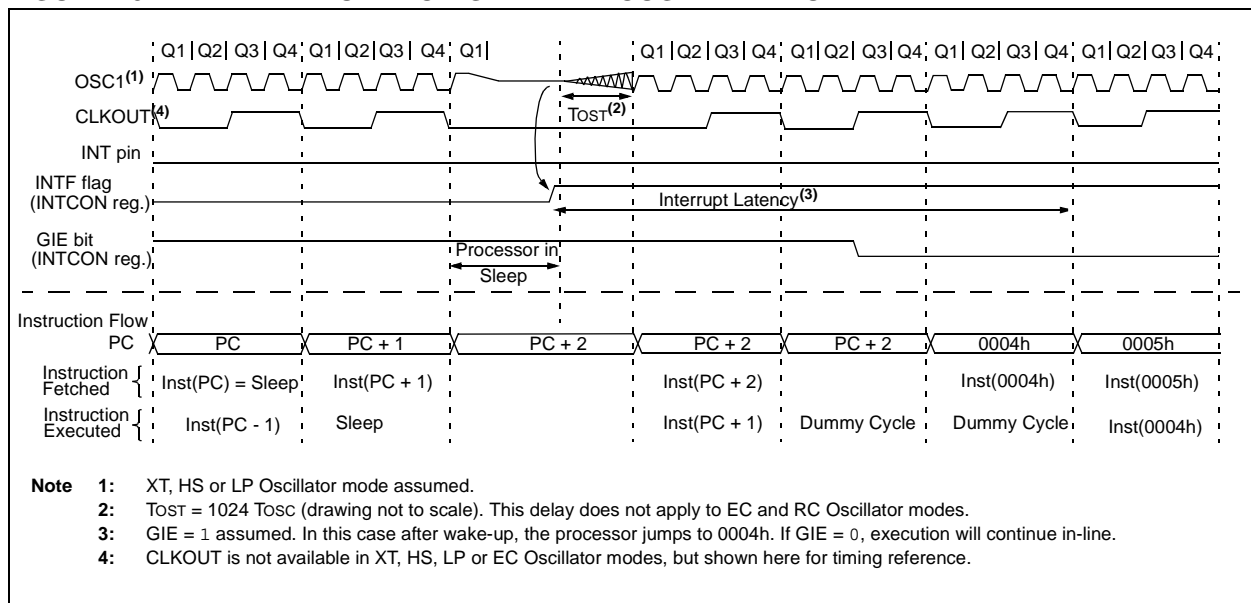 Q1 Q2 Q3 Q4 Q1 Q2 Q3 Q4 Q1 Q1 Q2 Q3 Q4 Q1 Q2 Q3 Q4 Q1 Q2 Q3 Q4 Q1 Q2 Q3 Q4
OSC1(1)
TOST(2)
CLKOUT(4)
INT pin
INTF flag
(INTCON reg.)
Interrupt Latency(3)
GIE bit
(INTCON reg.)
Processor in
Sleep
Instruction Flow
PC PC PC + 1 PC + 2 PC + 2 PC + 2 0004h 0005h
Instruction
Fetched { Inst(PC) = Sleep Inst(PC + 1) Inst(PC + 2) Inst(0004h) Inst(0005h)
Instruction
Executed { Inst(PC - 1) Sleep Inst(PC + 1) Dummy Cycle Dummy Cycle Inst(0004h)
Note 1: XT, HS or LP Oscillator mode assumed.
2: TOST = 1024 TOSC (drawing not to scale). This delay does not apply to EC and RC Oscillator modes.
3: GIE = 1 assumed. In this case after wake-up, the processor jumps to 0004h. If GIE = 0, execution will continue in-line.
4: CLKOUT is not available in XT, HS, LP or EC Oscillator modes, but shown here for timing reference.